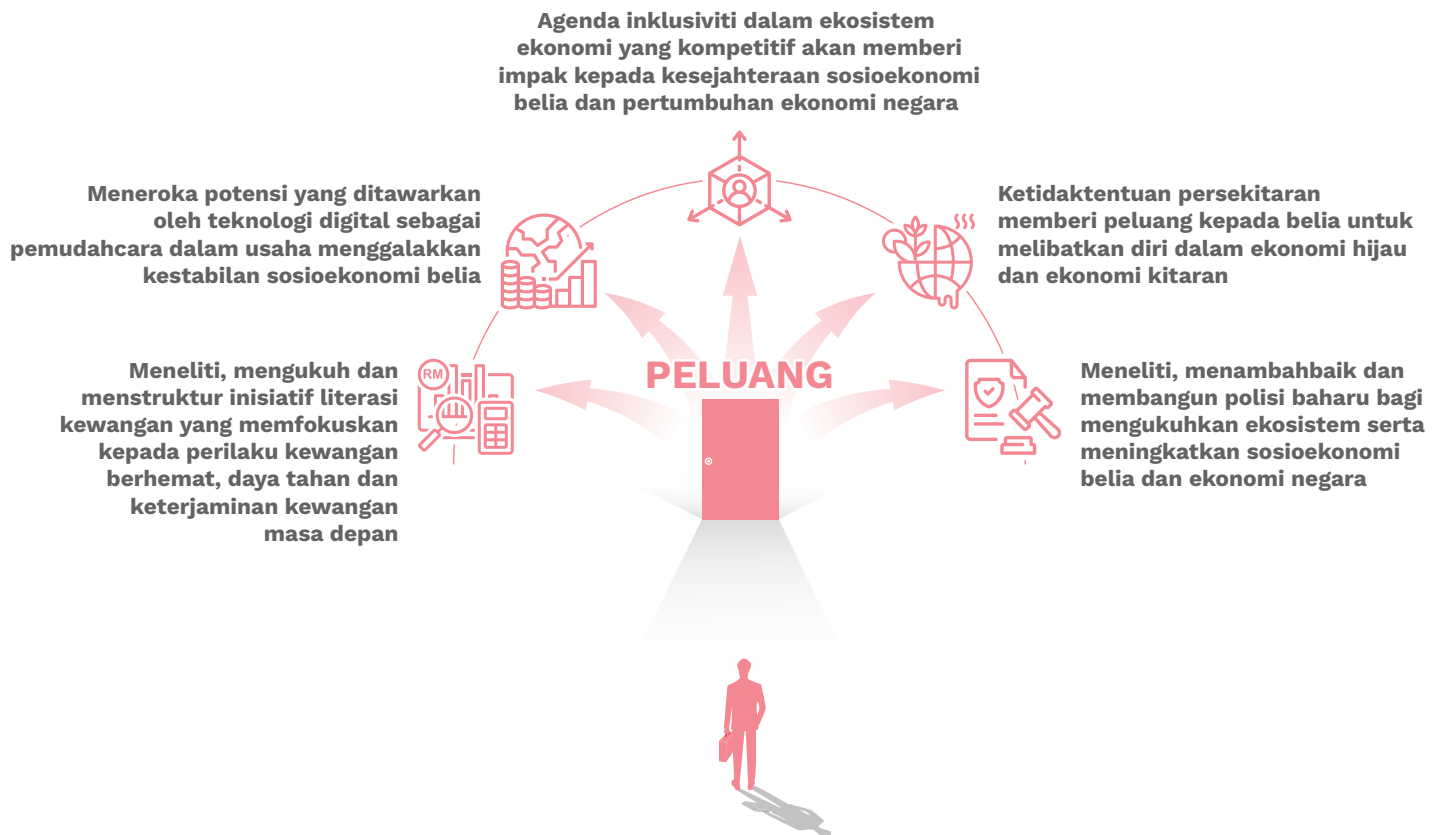 Agenda inklusiviti dalam ekosistem
ekonomi yang kompetitif akan memberi
impak kepada kesejahteraan sosioekonomi
belia dan pertumbuhan ekonomi negara
Meneroka potensi yang ditawarkan
oleh teknologi digital sebagai
pemudahcara dalam usaha menggalakkan
kestabilan sosioekonomi belia
Ketidaktentuan persekitaran
memberi peluang kepada belia untuk
melibatkan diri dalam ekonomi hijau
dan ekonomi kitaran
Meneliti, mengukuh dan
menstruktur inisiatif literasi
kewangan yang memfokuskan
kepada perilaku kewangan
berhemat, daya tahan dan
keterjaminan kewangan
masa depan
RM
PELUANG
Meneliti, menambahbaik dan
membangun polisi baharu bagi
mengukuhkan ekosistem serta
meningkatkan sosioekonomi
belia dan ekonomi negara